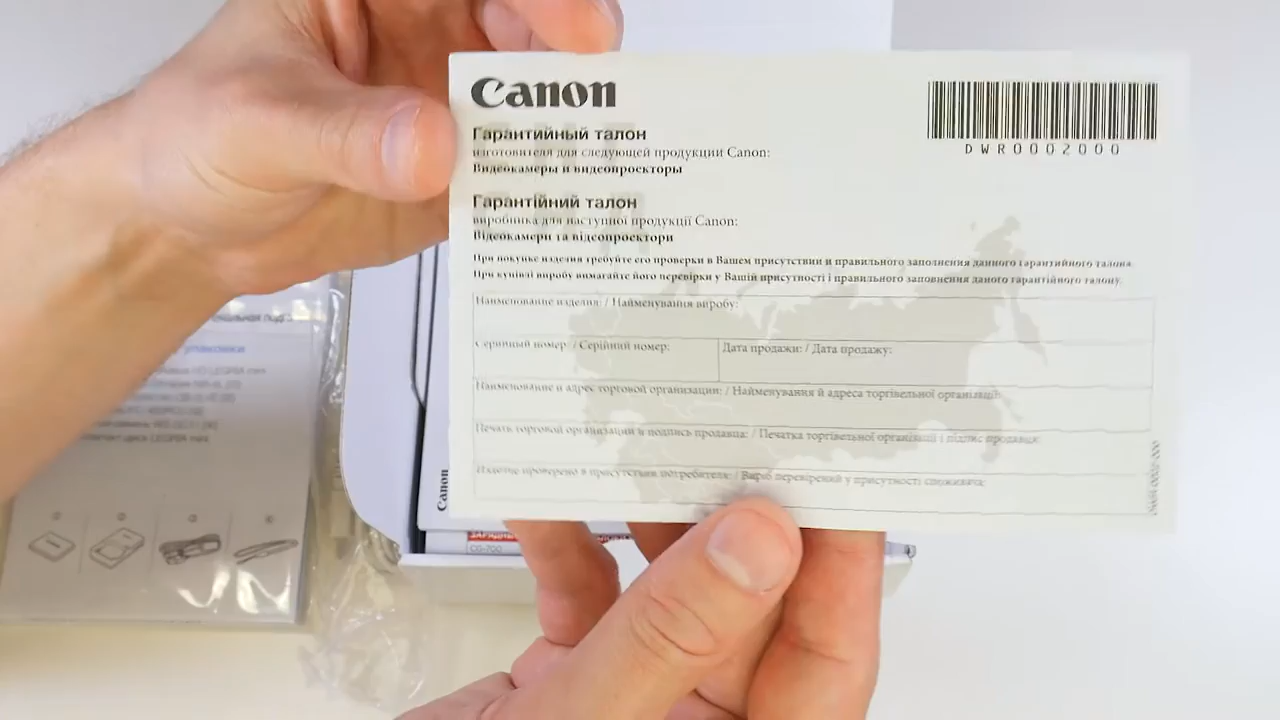 Canon
DWR0002000
Гарантийный талон
изготовителя для следующей продукции Canon:
Видеокамеры и видеопроекторы
Гарантійний талон
виробника для наступної продукції Canon:
Відеокамери та відеопроектори
При покупке изделия требуйте его проверки в Вашем присутствии и правильного заполнения данного гарантийного талона.
При купівлі виробу вимагайте його перевірки у Вашій присутності і правильного заповнення даного гарантійного талону.
Наименование изделия: / Найменування виробу:
Серийный номер: / Серійний номер:
Дата продажи: / Дата продажу:
Наименование и адрес торговой организации: / Найменування й адреса торгівельної організації:
Печать торговой организации и подпись продавца: / Печатка торгівельної організації і підпис продавця:
Изделие проверено в присутствии потребителя: / Виріб перевірений у присутності споживача:
Canon
CG-700
упаковки